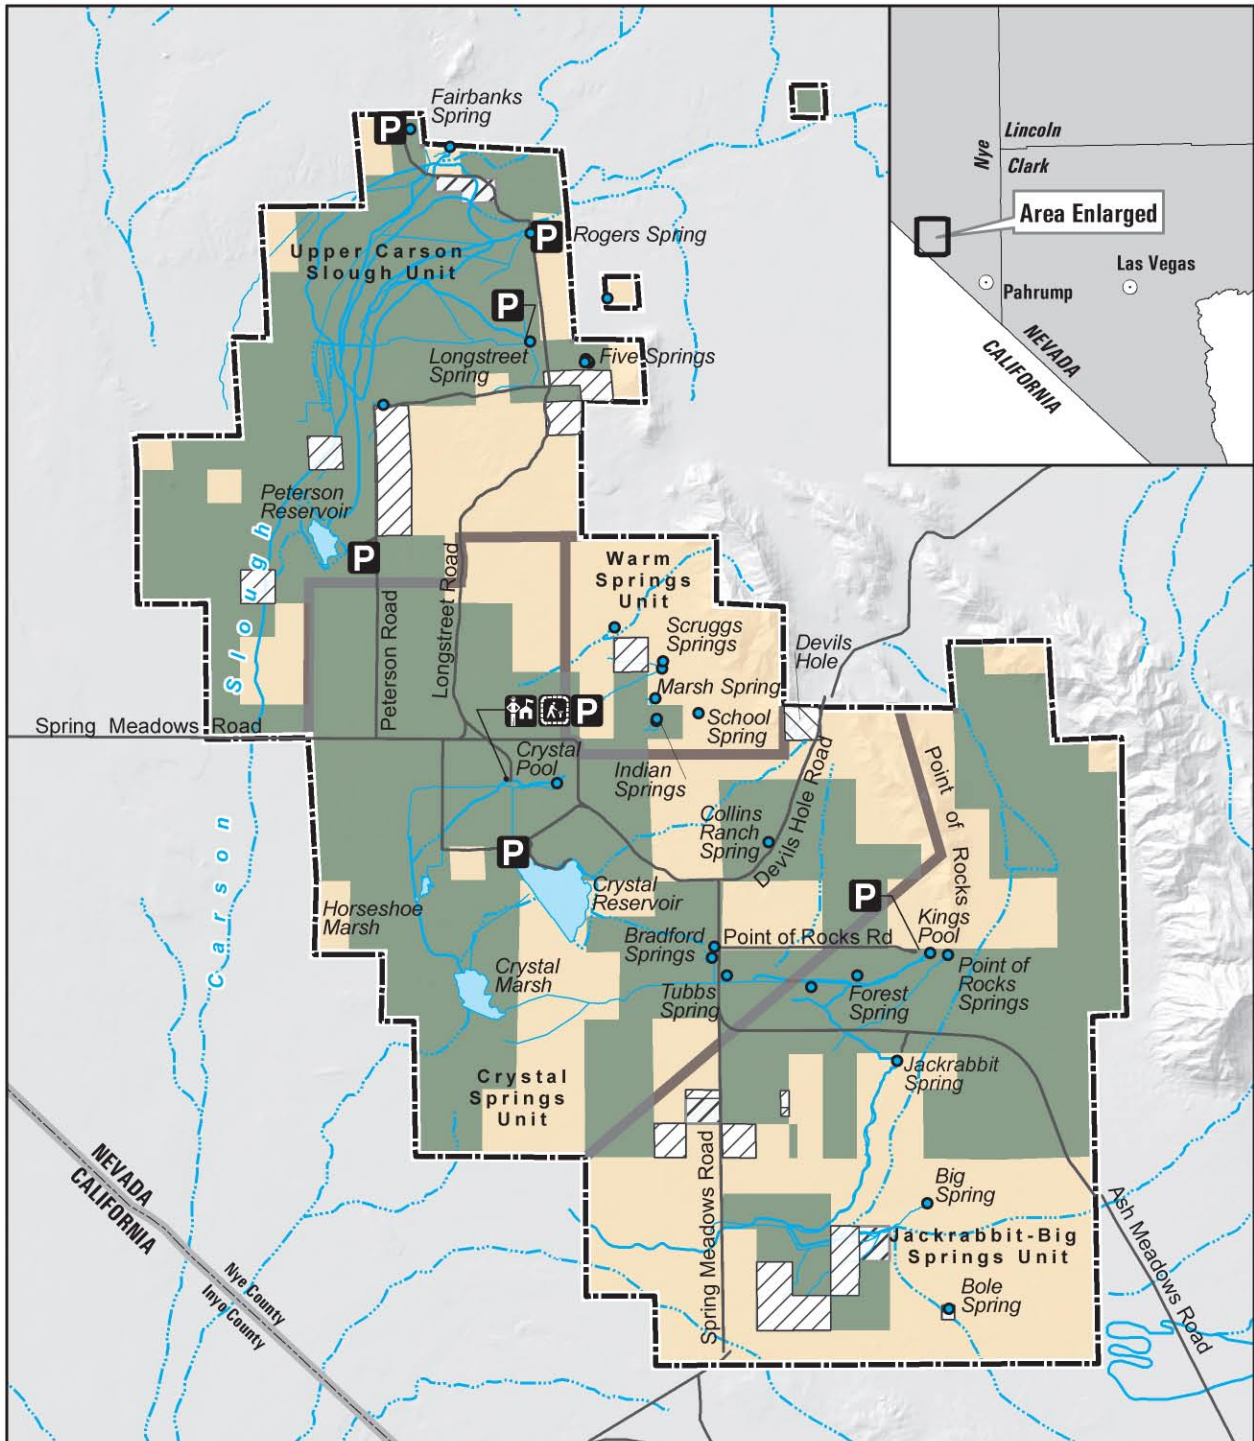 Fairbanks
Spring
P
Lincoln
Nye
Clark
Area Enlarged
Las Vegas
Pahrump
NEVADA
CALIFORNIA
P
Rogers Spring
Upper Carson
Slough Unit
P
Longstreet
Spring
Five Springs
Peterson
Reservoir
P
Slough
Carson
Peterson Road
Longstreet Road
Warm
Springs
Unit
Scruggs
Springs
Devils
Hole
Marsh Spring
P
School
Spring
Spring Meadows Road
Crystal
Pool
Indian
Springs
Devils Hole Road
Point of Rocks
Collins
Ranch
Spring
P
P
Crystal
Reservoir
Horseshoe
Marsh
Kings
Pool
Bradford
Springs
Point of Rocks Rd
Crystal
Marsh
Tubbs
Spring
Forest
Spring
Point of
Rocks
Springs
Jackrabbit
Spring
Crystal
Springs
Unit
Spring Meadows Road
Big
Spring
Ash Meadows Road
Jackrabbit-Big
Springs Unit
Bole
Spring
NEVADA
CALIFORNIA
Nye County
Inyo County